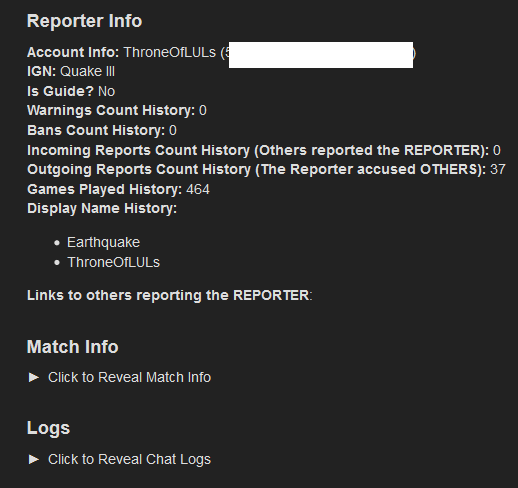 Reporter Info
Account Info: ThroneOfLULs (
IGN: Quake lll
Is Guide? No
Warnings Count History: 0
Bans Count History: 0
Incoming Reports Count History (Others reported the REPORTER): 0
Outgoing Reports Count History (The Reporter accused OTHERS): 37
Games Played History: 464
Display Name History:
• Earthquake
• ThroneOfLULs
Links to others reporting the REPORTER:
Match Info
► Click to Reveal Match Info
Logs
► Click to Reveal Chat Logs